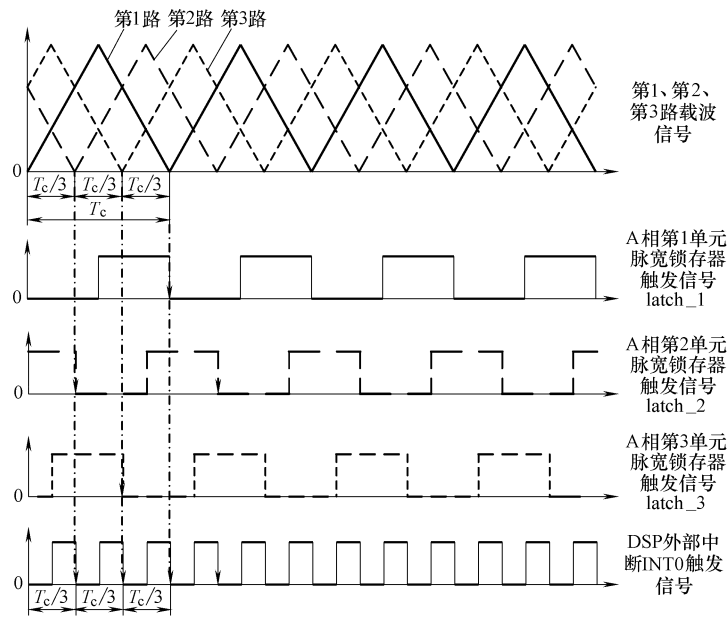 第1路
第2路
第3路
第1、第2、
第3路载波
信号
0
Tc/3
Tc/3
Tc/3
Tc
A相第1单元
脉宽锁存器
触发信号
latch_1
0
A相第2单元
脉宽锁存器
触发信号
latch_2
0
A相第3单元
脉宽锁存器
触发信号
latch_3
0
DSP外部中
断INT0触发
信号
0
Tc/3
Tc/3
Tc/3